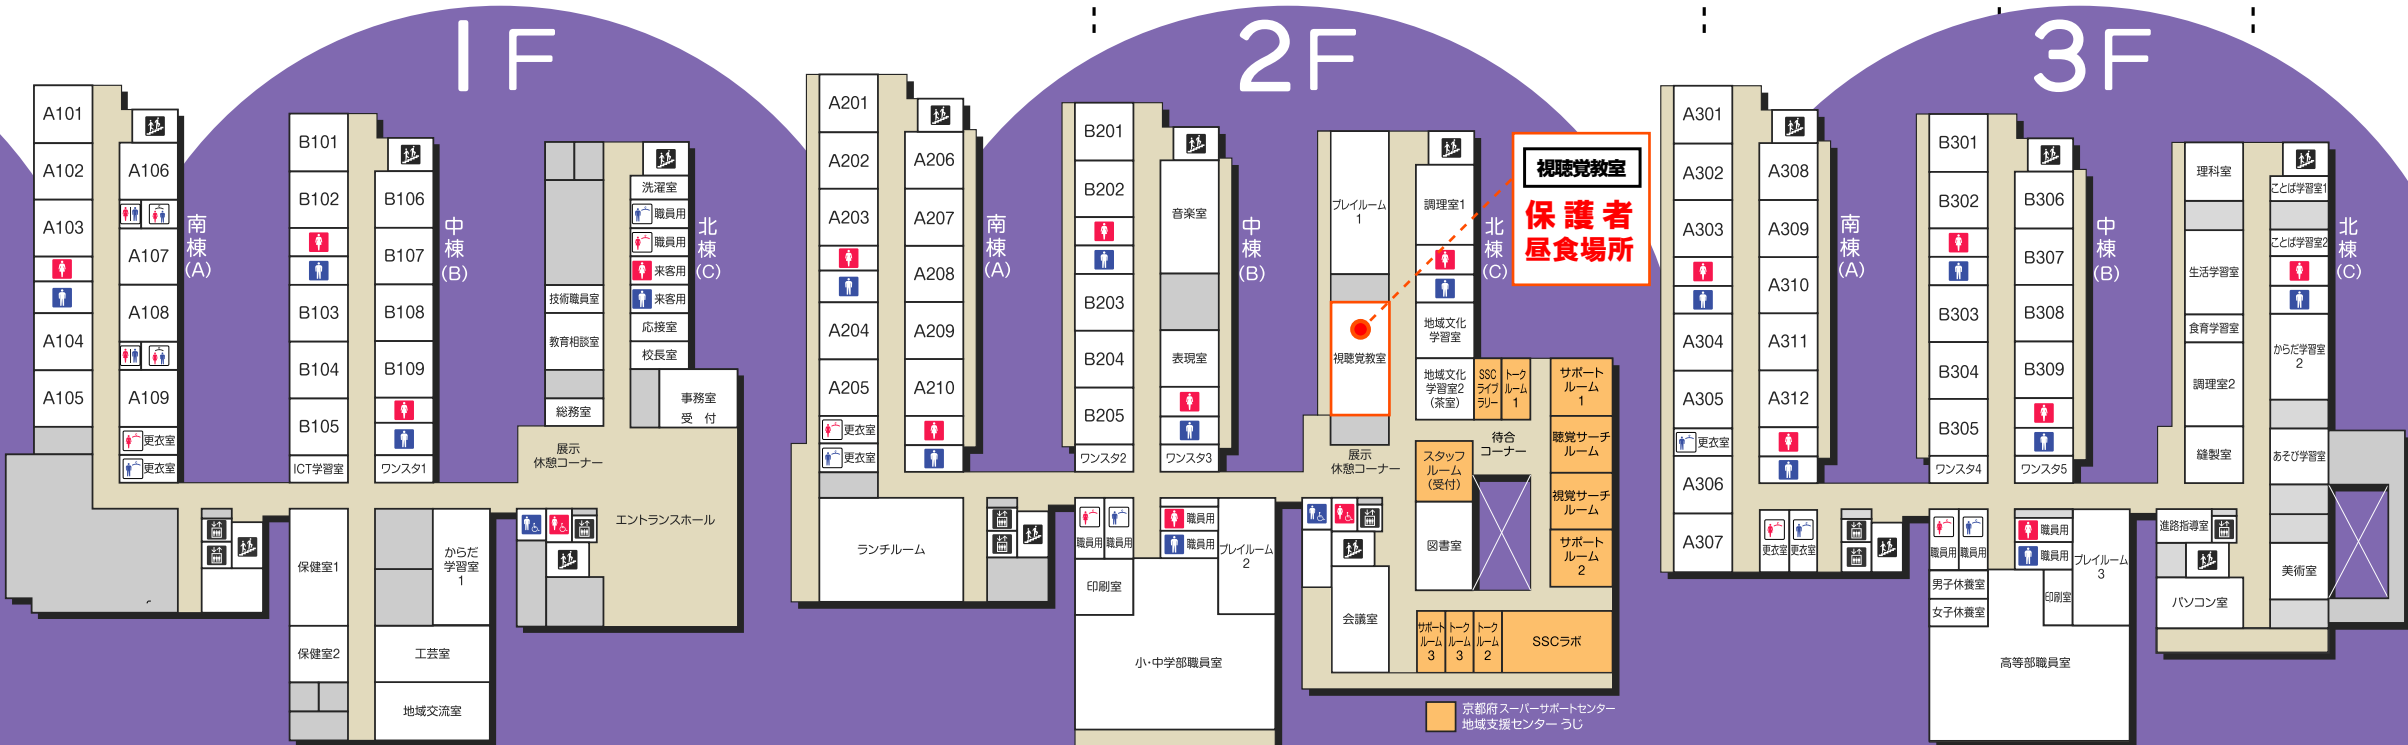 1F
A101
A102
A103
A104
A105
A106
A107
A108
A109
更衣室
更衣室
南棟(A)
B101
B102
B103
B104
B105
ICT学習室
B106
B107
B108
B109
ワンスタ1
中棟(B)
技術職員室
教育相談室
総務室
展示
休憩コーナー
洗濯室
職員用
職員用
来客用
来客用
応接室
校長室
事務室
受 付
北棟(C)
エントランスホール
保健室1
保健室2
からだ
学習室
1
工芸室
地域交流室
2F
A201
A202
A203
A204
A205
更衣室
更衣室
A206
A207
A208
A209
A210
南棟(A)
ランチルーム
B201
B202
B203
B204
B205
ワンスタ2
音楽室
表現室
ワンスタ3
中棟(B)
職員用
職員用
職員用
職員用
印刷室
プレイルーム
2
小・中学部職員室
プレイルーム
1
視聴覚教室
展示
休憩コーナー
調理室1
地域文化
学習室
地域文化
学習室2
(茶室)
北棟(C)
視聴覚教室
保護者
昼食場所
SSC
ライブ
ラリー
トーク
ルーム
1
サポート
ルーム
1
待合
コーナー
聴覚サーチ
ルーム
スタッフ
ルーム
(受付)
視覚サーチ
ルーム
図書室
サポート
ルーム
2
会議室
サポート
ルーム
3
トーク
ルーム
3
トーク
ルーム
2
SSCラボ
京都府スーパーサポートセンター
地域支援センター うじ
3F
A301
A302
A303
A304
A305
更衣室
A306
A307
A308
A309
A310
A311
A312
南棟(A)
更衣室
更衣室
B301
B302
B303
B304
B305
ワンスタ4
B306
B307
B308
B309
ワンスタ5
中棟(B)
職員用
職員用
職員用
職員用
男子休養室
女子休養室
印刷室
プレイルーム
3
高等部職員室
理科室
生活学習室
食育学習室
調理室2
縫製室
ことば学習室1
ことば学習室2
からだ学習室
2
あそび学習室
北棟(C)
進路指導室
パソコン室
美術室